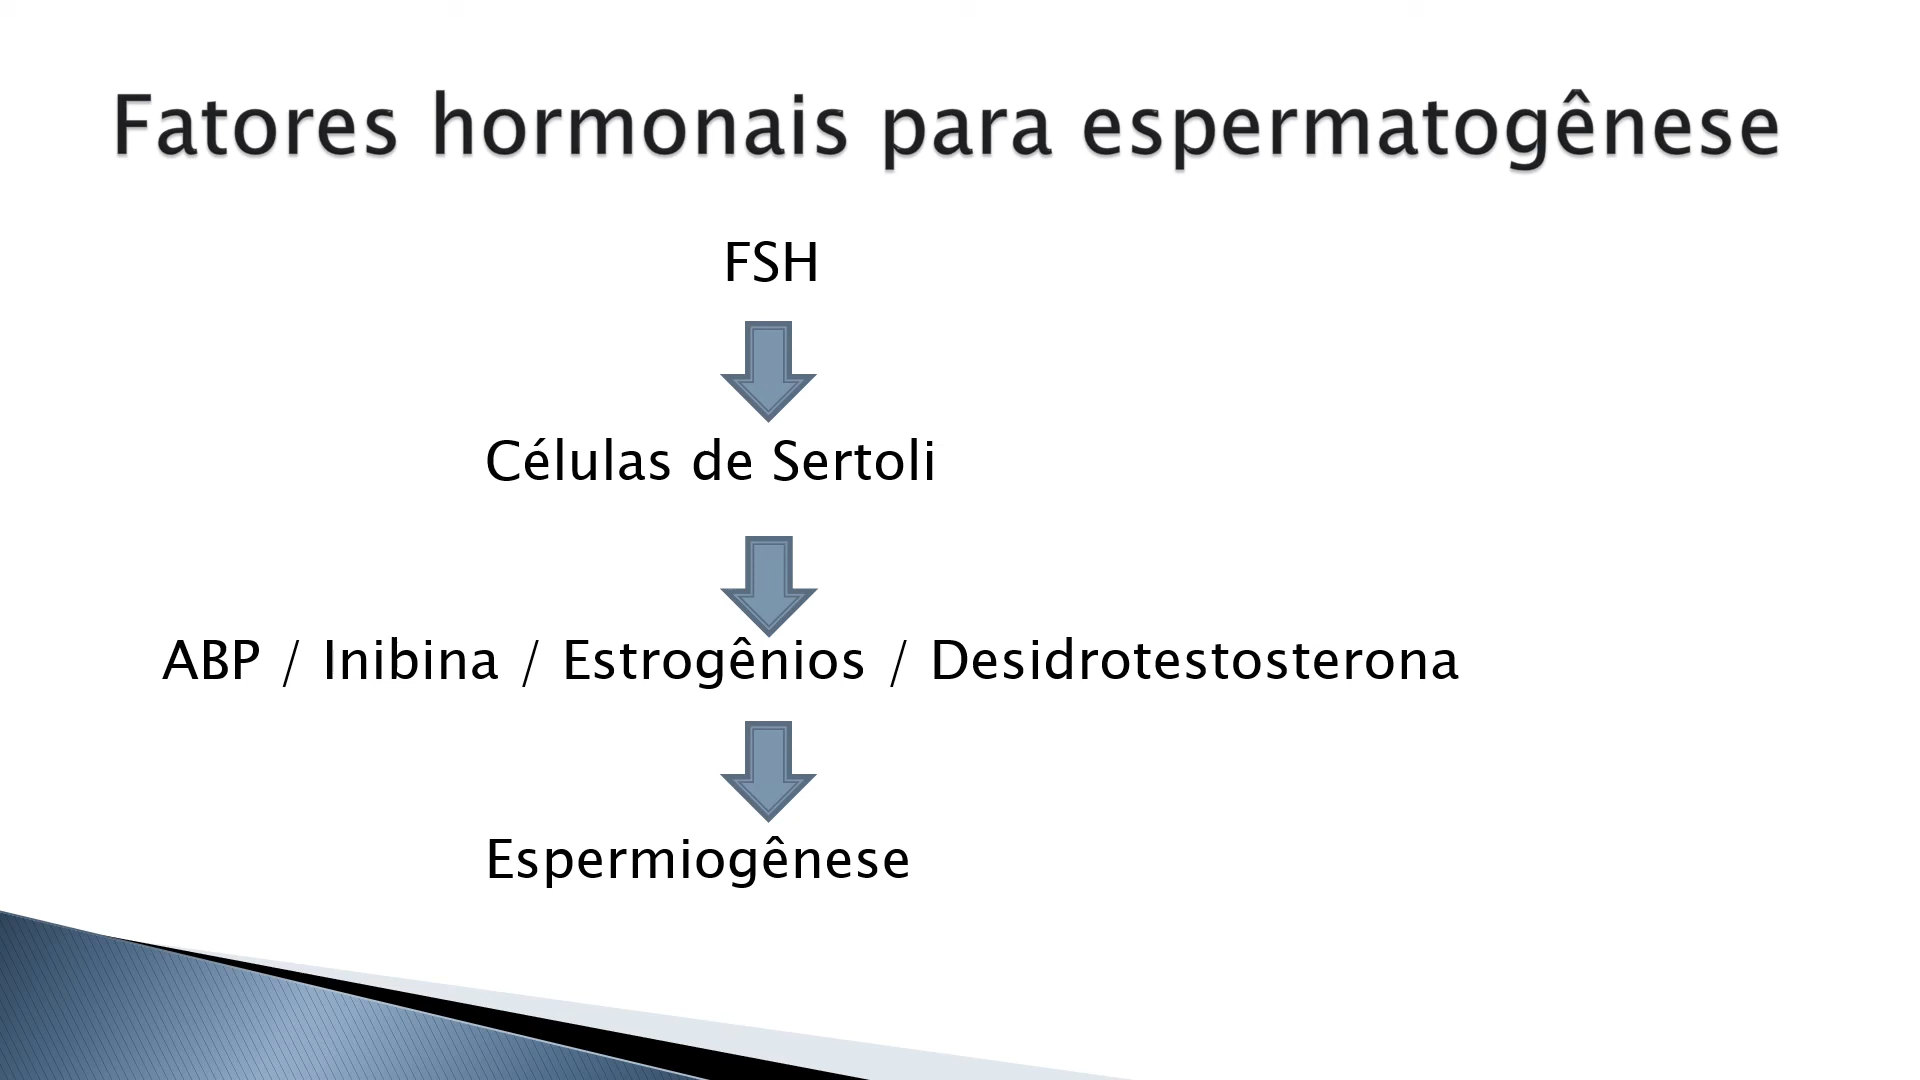 Fatores hormonais para espermatogênese
FSH
Células de Sertoli
ABP / Inibina / Estrogênios / Desidrotestosterona
Espermiogênese